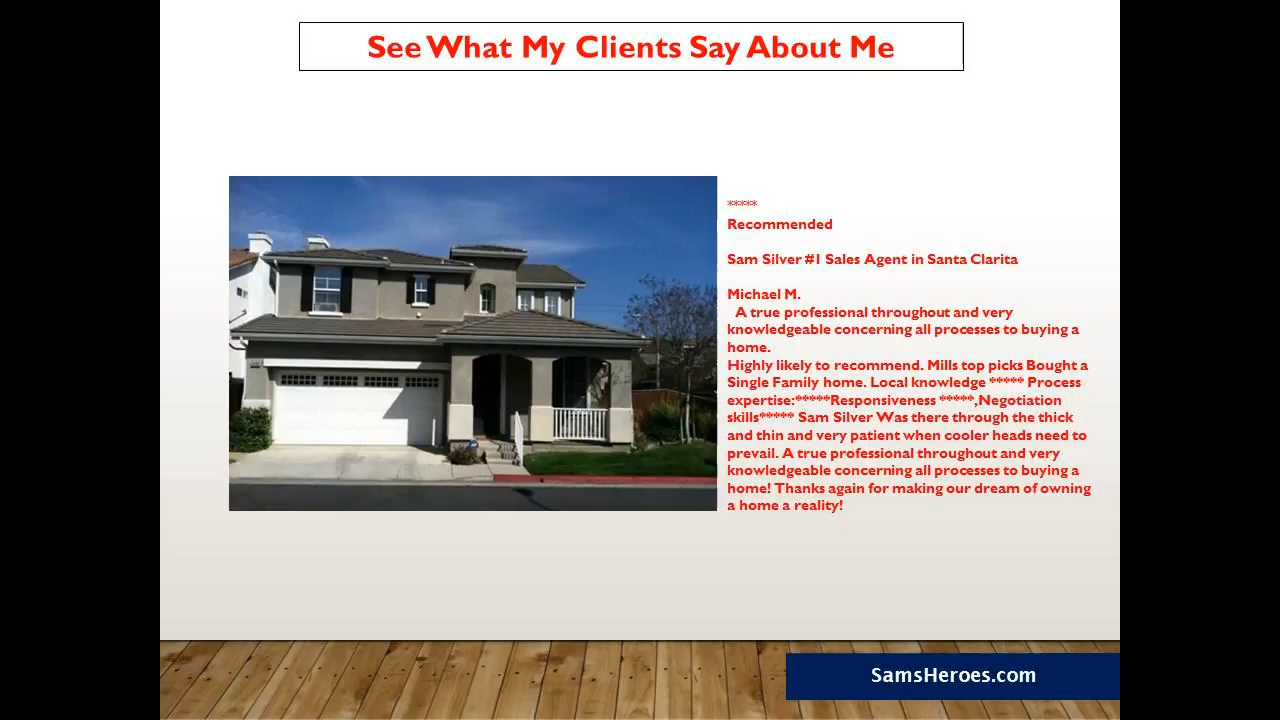 See What My Clients Say About Me
*****
Recommended
Sam Silver #1 Sales Agent in Santa Clarita
Michael M.
A true professional throughout and very
knowledgeable concerning all processes to buying a
home.
Highly likely to recommend. Mills top picks Bought a
Single Family home. Local knowledge ***** Process
expertise:*****Responsiveness *****,Negotiation
skills***** Sam Silver Was there through the thick
and thin and very patient when cooler heads need to
prevail. A true professional throughout and very
knowledgeable concerning all processes to buying a
home! Thanks again for making our dream of owning
a home a reality!
SamsHeroes.com